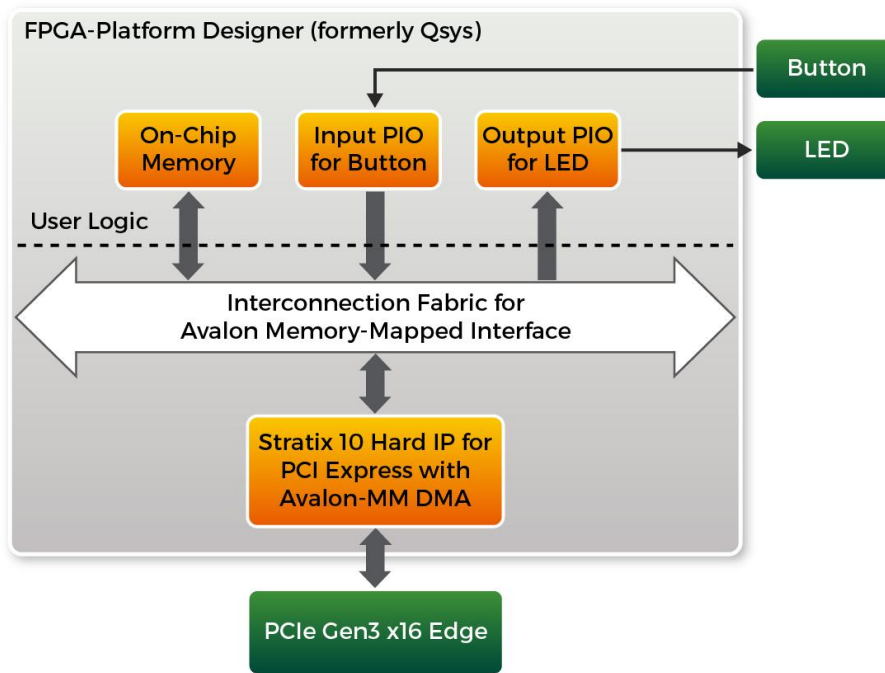 FPGA-Platform Designer (formerly Qsys)
Button
On-Chip
Memory
Input PIO
for Button
Output PIO
for LED
LED
User Logic
Interconnection Fabric for
Avalon Memory-Mapped Interface
Stratix 10 Hard IP for
PCI Express with
Avalon-MM DMA
PCIe Gen3 x16 Edge